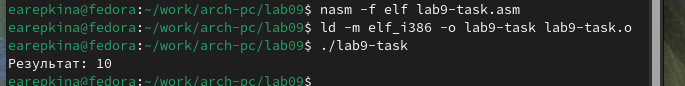 earepkina@fedora:~/work/arch-pc/lab09$ nasm -f elf lab9-task.asm
earepkina@fedora:~/work/arch-pc/lab09$ ld -m elf_i386 -o lab9-task lab9-task.o
earepkina@fedora:~/work/arch-pc/lab09$ ./lab9-task
Результат: 10
earepkina@fedora:~/work/arch-pc/lab09$